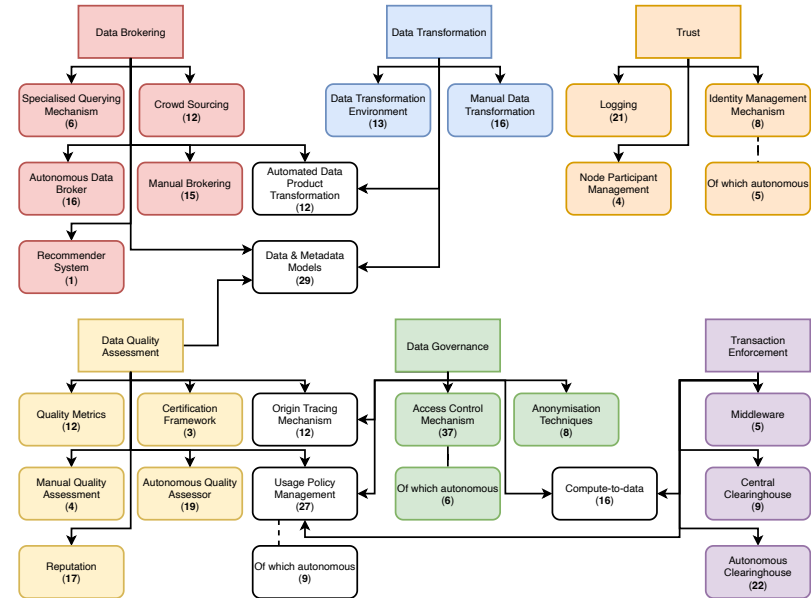 Data Brokering
Data Transformation
Trust
Specialised Querying
Mechanism
(6)
Crowd Sourcing
(12)
Data Transformation
Environment
(13)
Manual Data
Transformation
(16)
Logging
(21)
Identity Management
Mechanism
(8)
Autonomous Data
Broker
(16)
Manual Brokering
(15)
Automated Data
Product
Transformation
(12)
Node Participant
Management
(4)
Of which autonomous
(5)
Recommender
System
(1)
Data & Metadata
Models
(29)
Data Quality
Assessment
Data Governance
Transaction
Enforcement
Quality Metrics
(12)
Certification
Framework
(3)
Origin Tracing
Mechanism
(12)
Access Control
Mechanism
(37)
Anonymisation
Techniques
(8)
Middleware
(5)
Manual Quality
Assessment
(4)
Autonomous Quality
Assessor
(19)
Usage Policy
Management
(27)
Of which autonomous
(6)
Compute-to-data
(16)
Central
Clearinghouse
(9)
Reputation
(17)
Of which autonomous
(9)
Autonomous
Clearinghouse
(22)